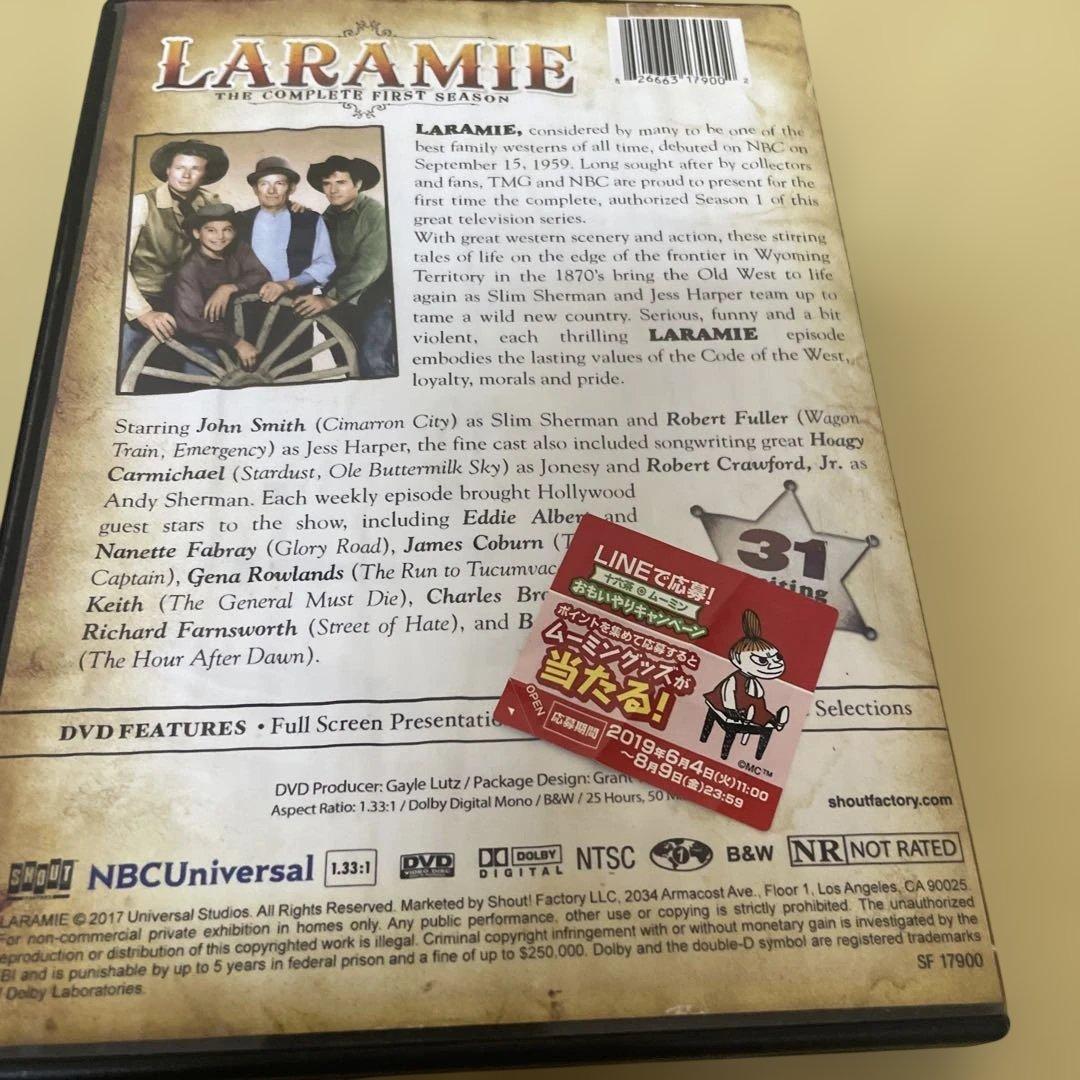 LARAMIE
THE COMPLETE FIRST SEASON
8 26663 17900 2
LARAMIE, considered by many to be one of the
best family westerns of all time, debuted on NBC on
September 15, 1959. Long sought after by collectors
and fans, TMG and NBC are proud to present for the
first time the complete, authorized Season 1 of this
great television series.
With great western scenery and action, these stirring
tales of life on the edge of the frontier in Wyoming
Territory in the 1870's bring the Old West to life
again as Slim Sherman and Jess Harper team up to
tame a wild new country. Serious, funny and a bit
violent, each thrilling LARAMIE episode
embodies the lasting values of the Code of the West,
loyalty, morals and pride.
Starring John Smith (Cimarron City) as Slim Sherman and Robert Fuller (Wagon
Train, Emergency) as Jess Harper, the fine cast also included songwriting great Hoagy
Carmichael (Stardust, Ole Buttermilk Sky) as Jonesy and Robert Crawford, Jr. as
Andy Sherman. Each weekly episode brought Hollywood
guest stars to the show, including Eddie Albert and
Nanette Fabray (Glory Road), James Coburn (T
Captain), Gena Rowlands (The Run to Tucumvac
Keith (The General Must Die), Charles Bro
Richard Farnsworth (Street of Hate), and B
(The Hour After Dawn).
31
iting
LINEで応募!
十六茶 ムーミン
おもいやりキャンペーン
ポイントを集めて応募すると
ムーミングッズが
当たる!
OPEN
応募期間 2019年6月4日(火)11:00
～8月9日(金)23:59
©MC™
DVD FEATURES • Full Screen Presentatio
Selections
DVD Producer: Gayle Lutz / Package Design: Grant
Aspect Ratio: 1.33:1 / Dolby Digital Mono / B&W / 25 Hours, 50 M
shoutfactory.com
SHOUT NBCUniversal 1.33:1 DVD VIDEO DISC DOLBY DIGITAL NTSC 1 B&W NR NOT RATED
LARAMIE © 2017 Universal Studios. All Rights Reserved. Marketed by Shout! Factory LLC, 2034 Armacost Ave., Floor 1, Los Angeles, CA 90025.
For non-commercial private exhibition in homes only. Any public performance, other use or copying is strictly prohibited. The unauthorized
eproduction or distribution of this copyrighted work is illegal. Criminal copyright infringement with or without monetary gain is investigated by the
BI and is punishable by up to 5 years in federal prison and a fine of up to $250,000. Dolby and the double-D symbol are registered trademarks
f Dolby Laboratories.
SF 17900